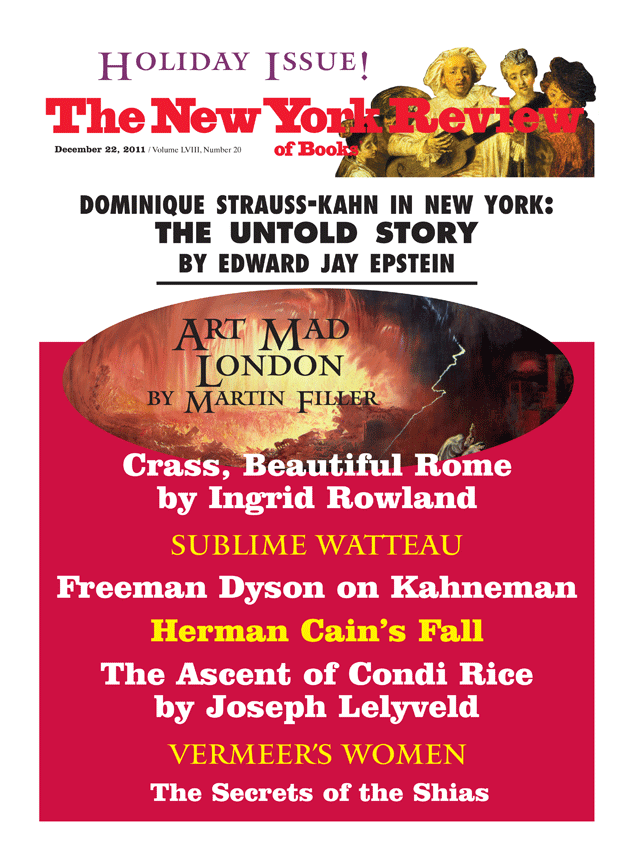 HOLIDAY ISSUE!
The New York Review
of Books
December 22, 2011 / Volume LVIII, Number 20
DOMINIQUE STRAUSS-KAHN IN NEW YORK:
THE UNTOLD STORY
BY EDWARD JAY EPSTEIN
ART MAD
LONDON
BY MARTIN FILLER
Crass, Beautiful Rome
by Ingrid Rowland
SUBLIME WATTEAU
Freeman Dyson on Kahneman
Herman Cain's Fall
The Ascent of Condi Rice
by Joseph Lelyveld
VERMEER'S WOMEN
The Secrets of the Shias